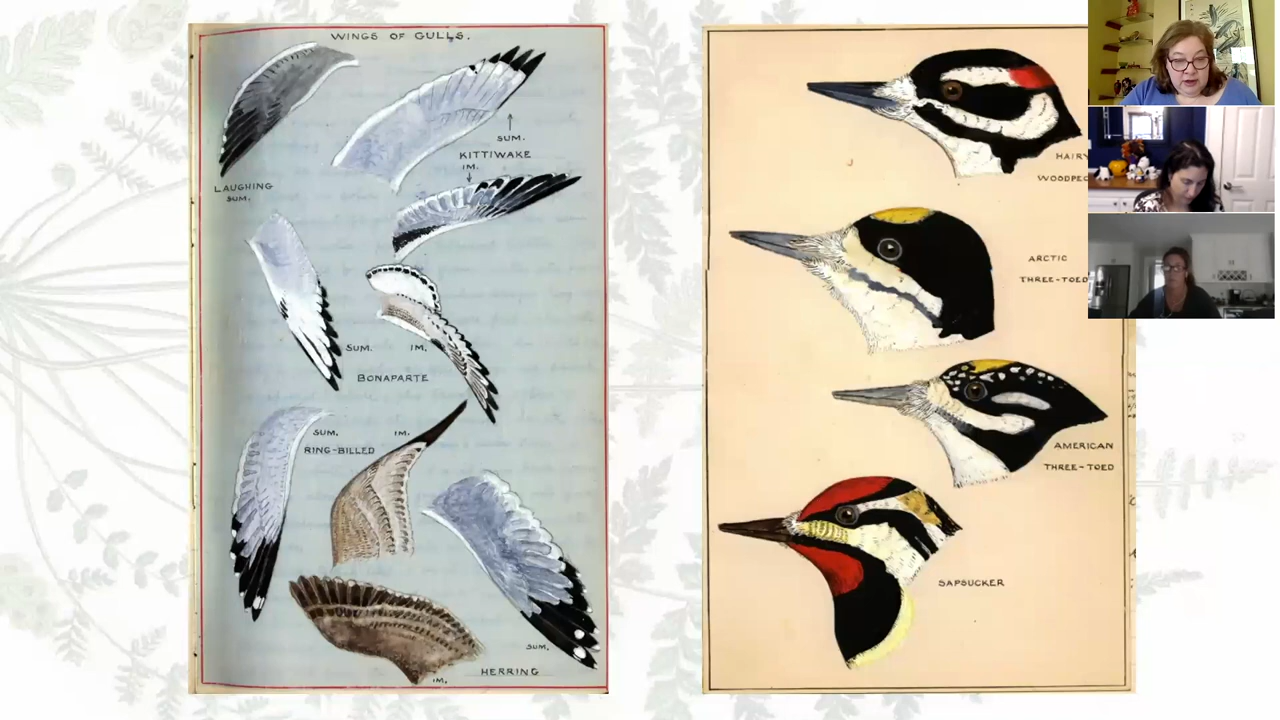 WINGS OF GULLS.
SUM.
KITTIWAKE
IM.
LAUGHING
SUM.
SUM. IM.
BONAPARTE
SUM. IM.
RING-BILLED
SUM.
HERRING
IM.
HAIRY
WOODPEC
ARCTIC
THREE-TOED
AMERICAN
THREE-TOED
SAPSUCKER